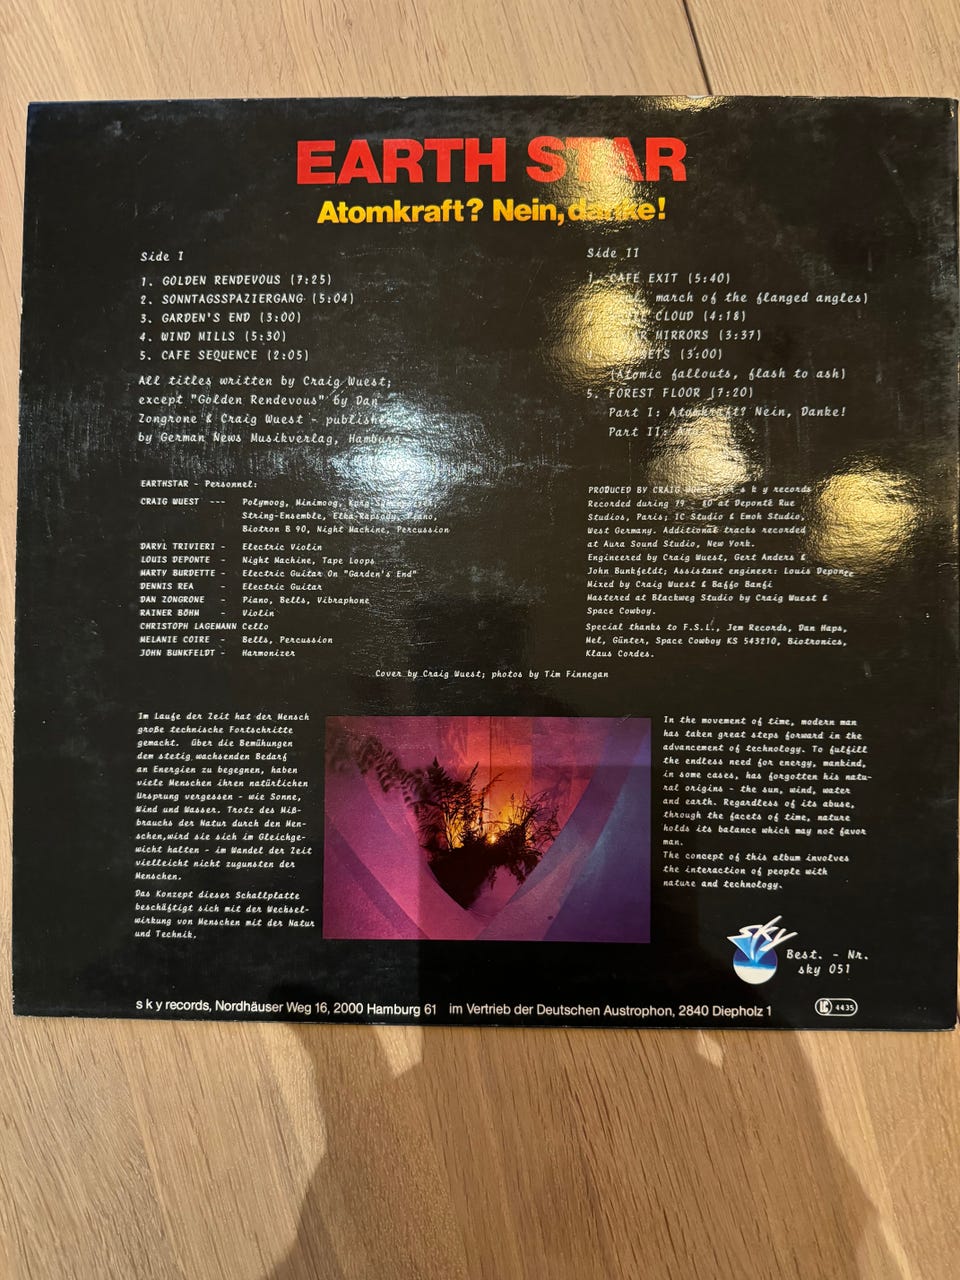 EARTH STAR
Atomkraft? Nein, danke!
Side I
1. GOLDEN RENDEVOUS (7:25)
2. SONNTAGSSPAZIERGANG (5:04)
3. GARDEN'S END (3:00)
4. WIND MILLS (5:30)
5. CAFE SEQUENCE (2:05)
All titles written by Craig Wuest;
except "Golden Rendevous" by Dan
Zongrone & Craig Wuest - published
by German News Musikverlag, Hamburg
Side II
1. CAFE EXIT (5:40)
march of the flanged angles)
CLOUD (4:18)
MIRRORS (3:37)
(3:00)
(Atomic fallouts, flash to ash)
5. FOREST FLOOR (7:20)
Part I: Atomkraft? Nein, Danke!
Part II:
EARTHSTAR - Personnel:
CRAIG WUEST --- Polymoog, Minimoog, Korg
String-Ensemble, Elka-Rapsody, Piano,
Biotron B 90, Night Machine, Percussion
DARYL TRIVIERI - Electric Violin
LOUIS DEPONTE - Night Machine, Tape Loops
MARTY BURDETTE - Electric Guitar On "Garden's End"
DENNIS REA - Electric Guitar
DAN ZONGRONE - Piano, Bells, Vibraphone
RAINER BÖHM - Violin
CHRISTOPH LAGEMANN Cello
MELANIE COIRE - Bells, Percussion
JOHN BUNKFELDT - Harmonizer
PRODUCED BY CRAIG WUEST s k y records
Recorded during 79 - 80 at Deponté Rue
Studios, Paris; IC Studio & Emoh Studio,
West Germany. Additional tracks recorded
at Aura Sound Studio, New York.
Engineered by Craig Wuest, Gert Anders &
John Bunkfeldt; Assistant engineer: Louis Deponte
Mixed by Craig Wuest & Baffo Banfi
Mastered at Blackweg Studio by Craig Wuest &
Space Cowboy.
Special thanks to F.S.L., Jem Records, Dan Haps,
Mel, Günter, Space Cowboy KS 543210, Biotronics,
Klaus Cordes.
Cover by Craig Wuest; photos by Tim Finnegan
Im Laufe der Zeit hat der Mensch
große technische Fortschritte
gemacht. Über die Bemühungen
dem stetig wachsenden Bedarf
an Energien zu begegnen, haben
viele Menschen ihren natürlichen
Ursprung vergessen - wie Sonne,
Wind und Wasser. Trotz des Miß-
brauchs der Natur durch den Men-
schen,wird sie sich im Gleichge-
wicht halten - im Wandel der Zeit
vielleicht nicht zugunsten der
Menschen.
Das Konzept dieser Schallplatte
beschäftigt sich mit der Wechsel-
wirkung von Menschen mit der Natur
und Technik.
In the movement of time, modern man
has taken great steps forward in the
advancement of technology. To fulfill
the endless need for energy, mankind,
in some cases, has forgotten his natu-
ral origins - the sun, wind, water
and earth. Regardless of its abuse,
through the facets of time, nature
holds its balance which may not favor
man.
The concept of this album involves
the interaction of people with
nature and technology.
sky
Best. - Nr.
sky 051
s k y records, Nordhäuser Weg 16, 2000 Hamburg 61 im Vertrieb der Deutschen Austrophon, 2840 Diepholz 1
LC 4435